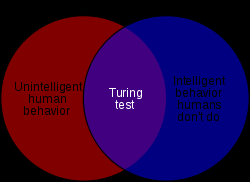 Unintelligent
human
behavior
Turing
test
Intelligent
behavior
humans
don't do